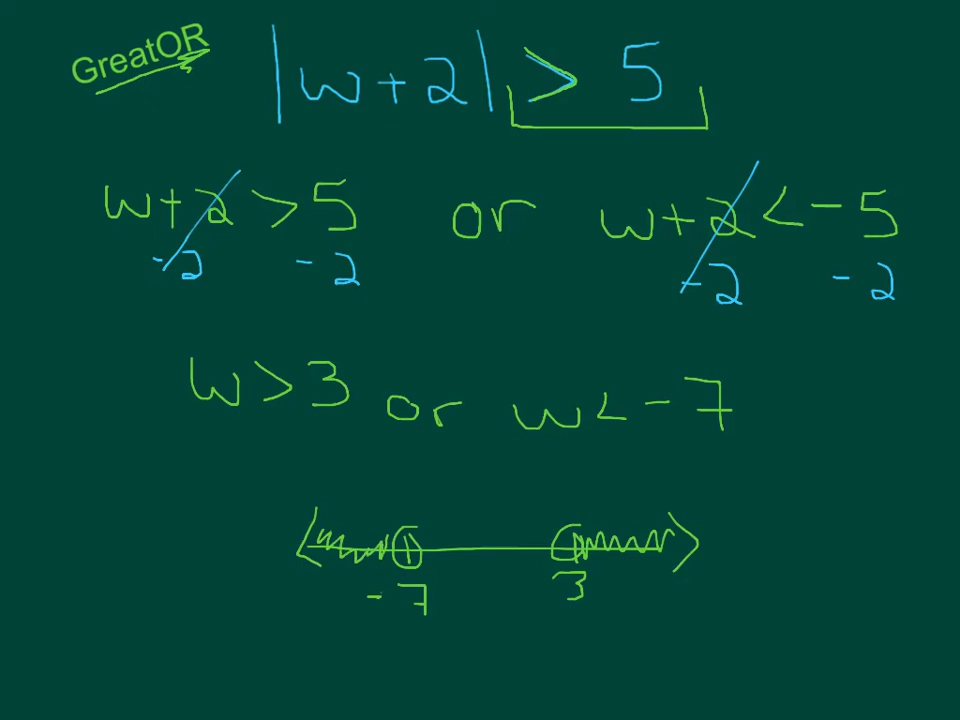 GreatOR
|w+2| > 5
w+2 > 5 or w+2 < -5
-2 -2 -2 -2
w > 3 or w < -7
-7 3